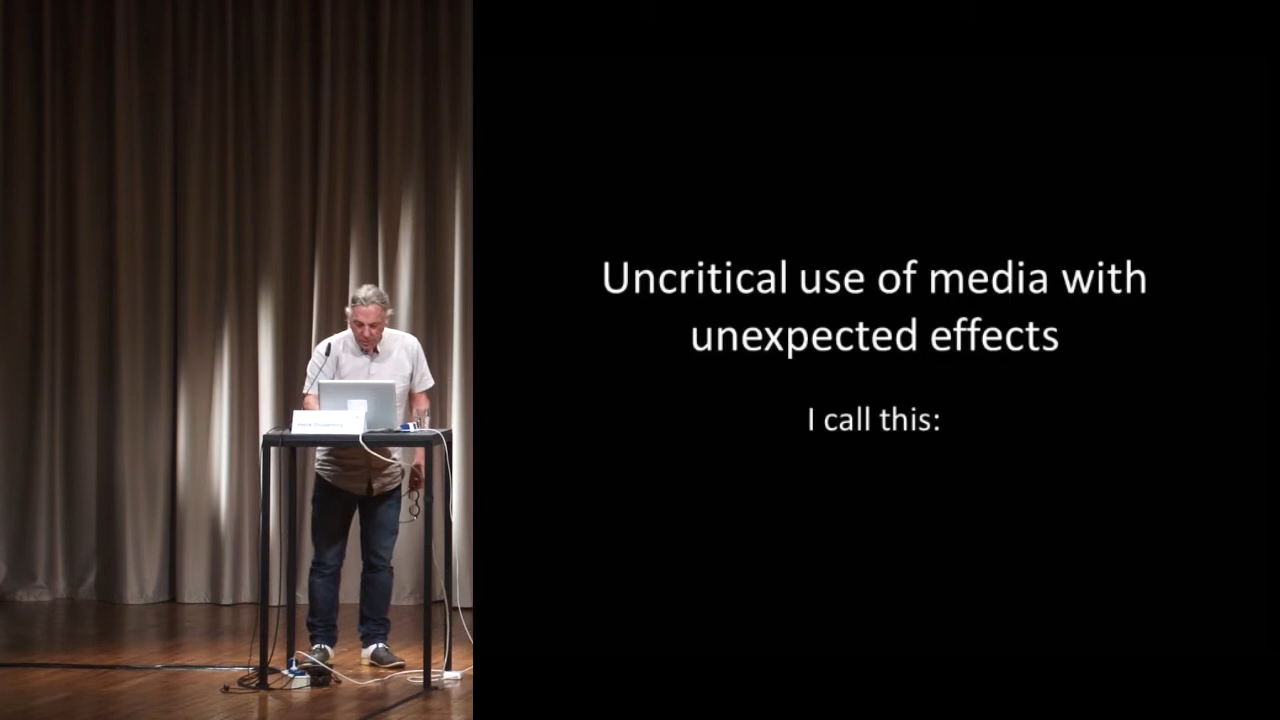 Uncritical use of media with
unexpected effects
I call this: